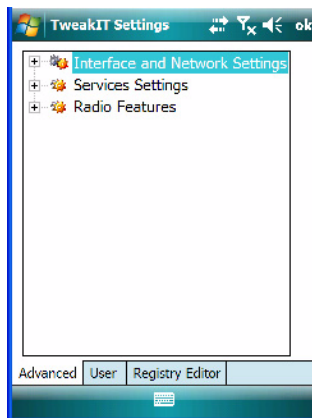 TweakIT Settings ok
Interface and Network Settings
Services Settings
Radio Features
Advanced User Registry Editor